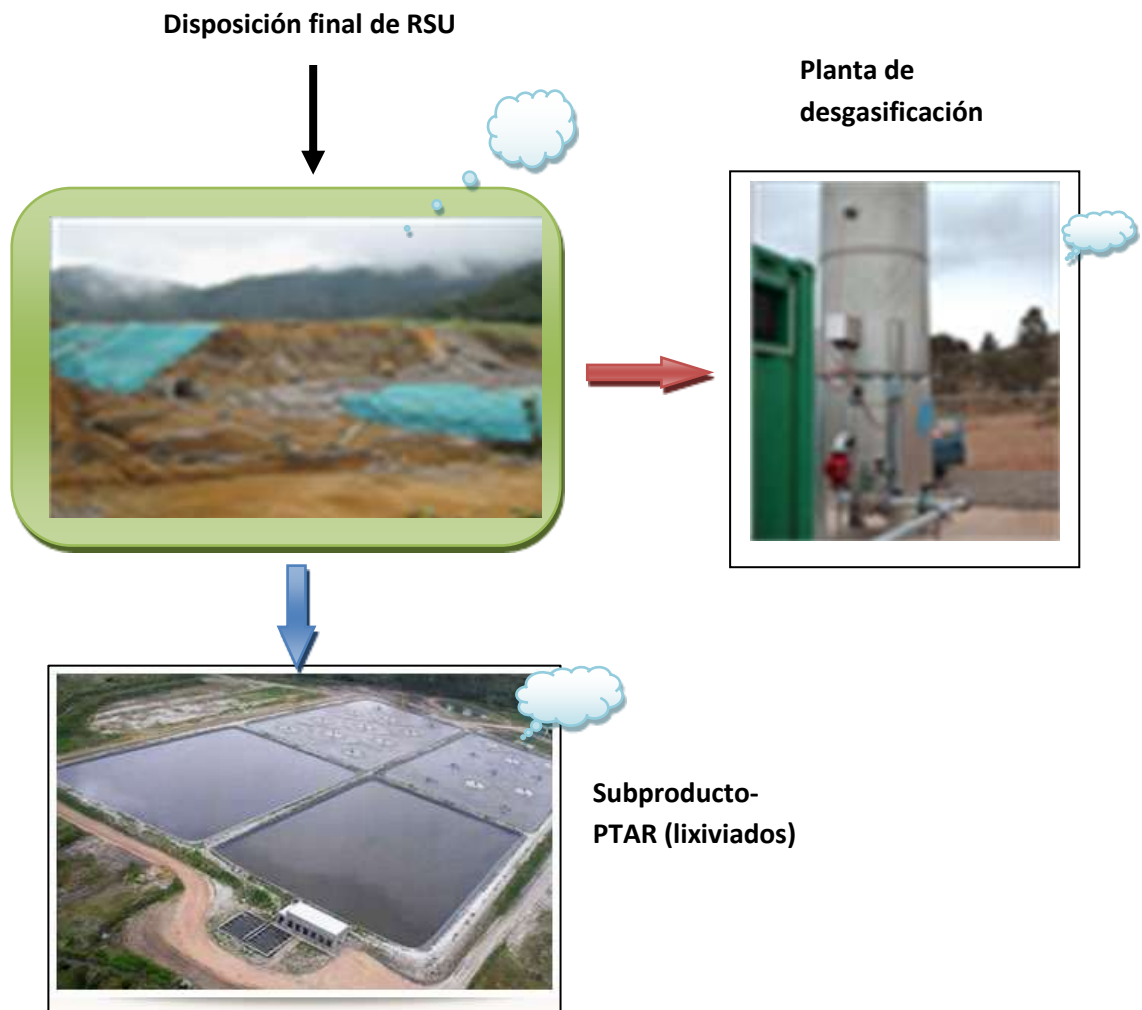 Disposición final de RSU
Planta de
desgasificación
Subproducto-
PTAR (lixiviados)